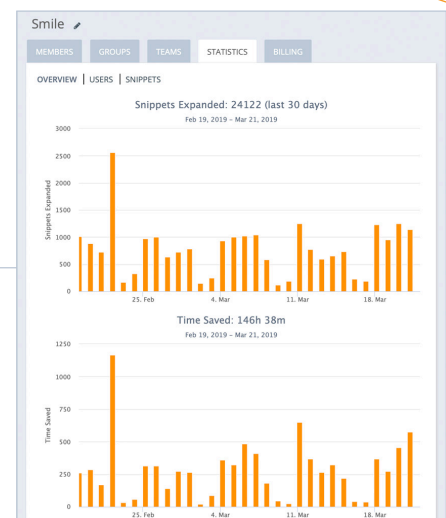 Smile
MEMBERS GROUPS TEAMS STATISTICS BILLING
OVERVIEW | USERS | SNIPPETS
Snippets Expanded: 24122 (last 30 days)
Feb 19, 2019 – Mar 21, 2019
3000
2500
2000
1500
1000
500
0
Snippets Expanded
25. Feb 4. Mar 11. Mar 18. Mar
Time Saved: 146h 38m
Feb 19, 2019 – Mar 21, 2019
1250
1000
750
500
250
0
Time Saved
25. Feb 4. Mar 11. Mar 18. Mar